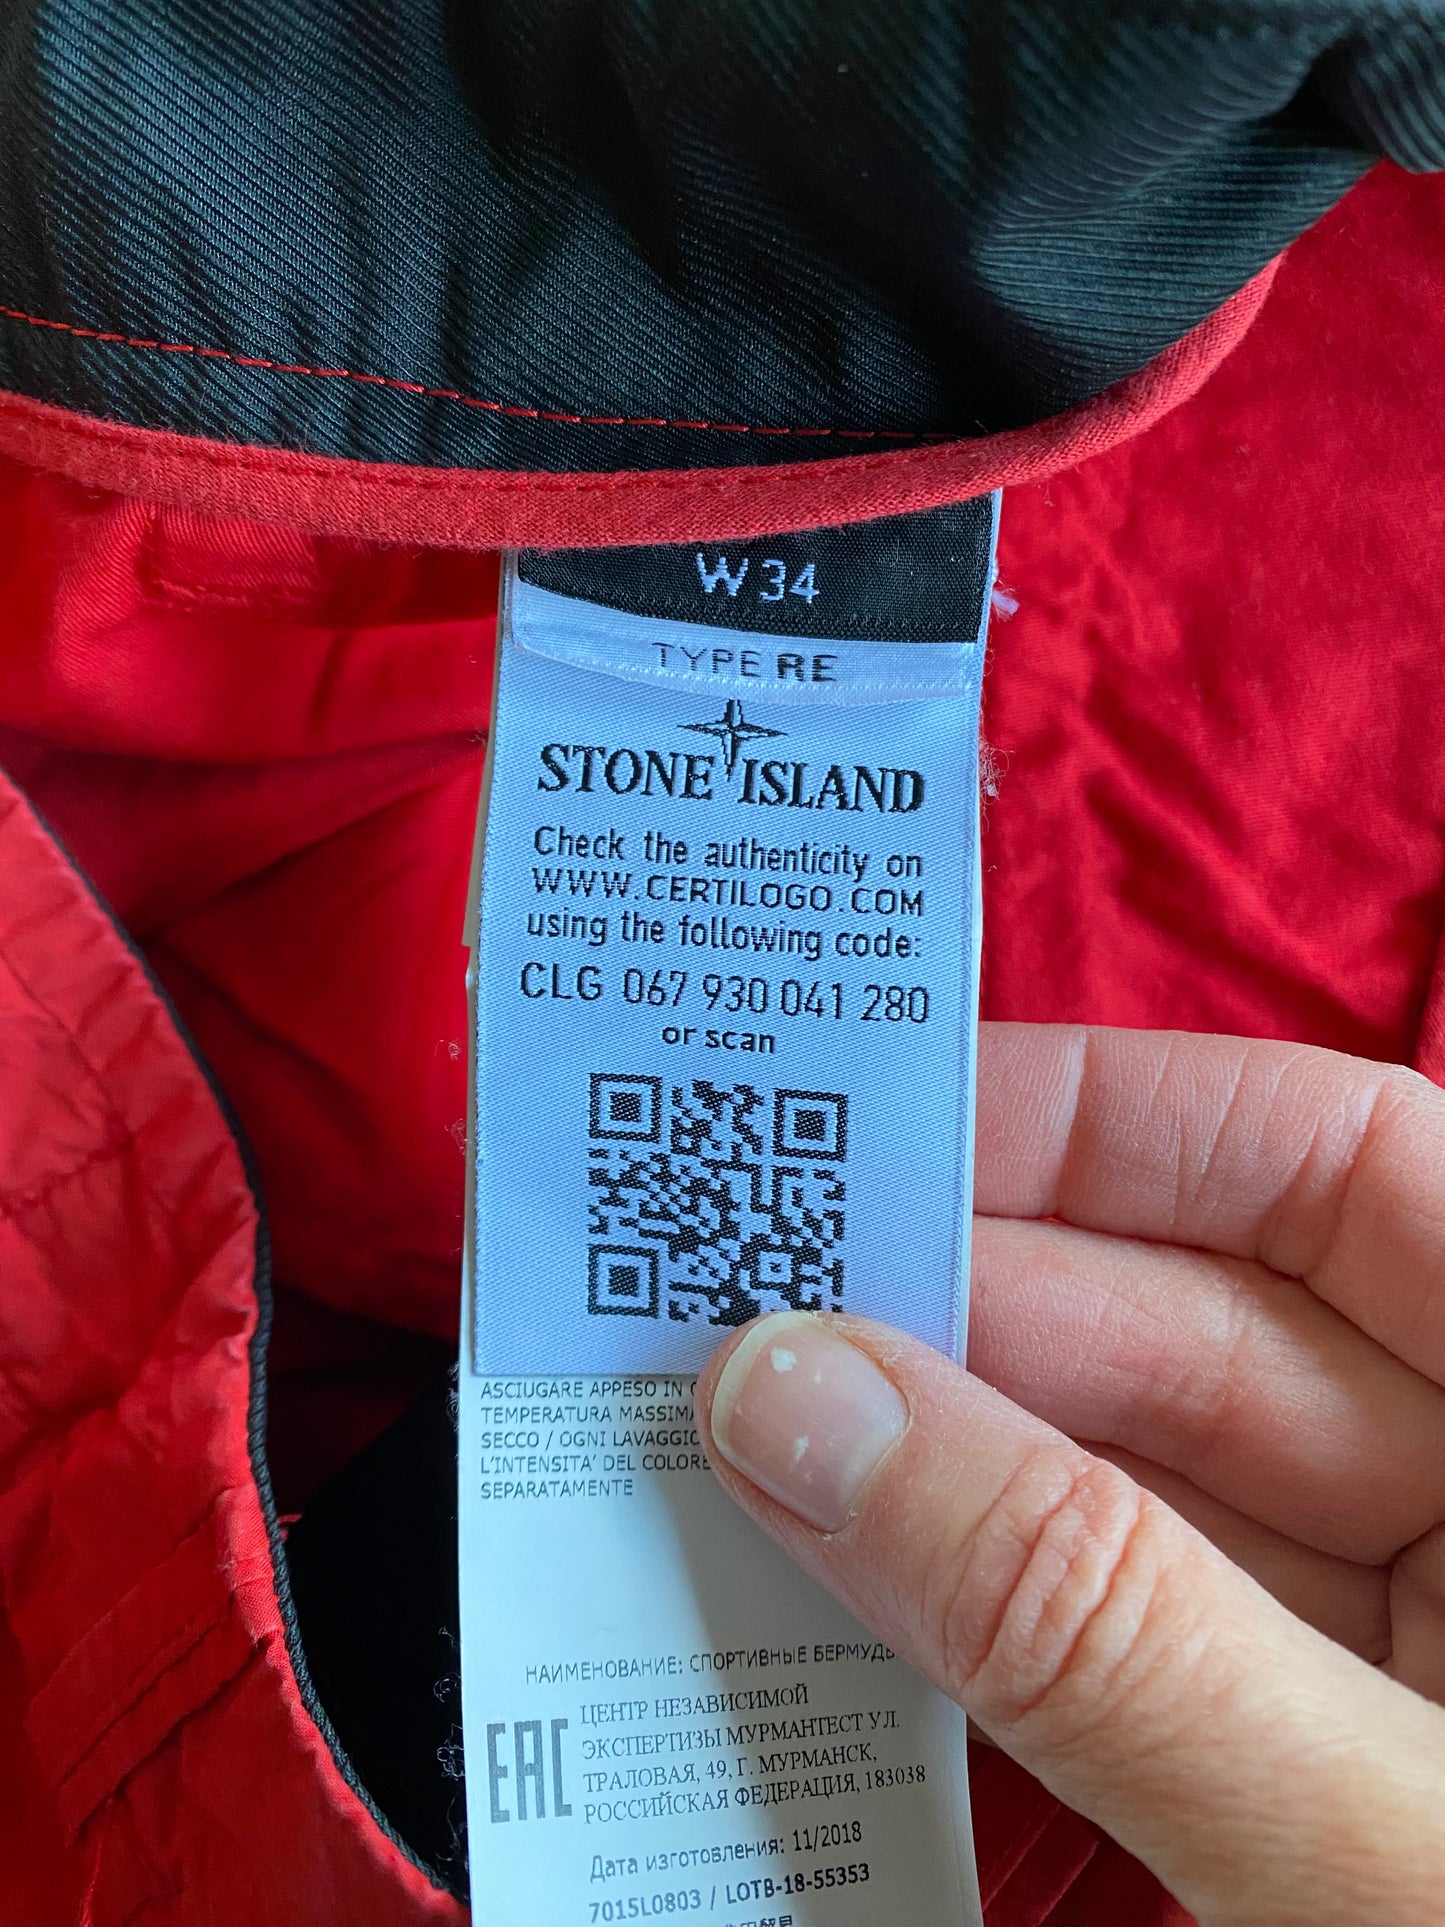 W 34
TYPE RE
STONE ISLAND
Check the authenticity on
WWW.CERTILOGO.COM
using the following code:
CLG 067 930 041 280
or scan
ASCIUGARE APPESO IN
TEMPERATURA MASSIMA
SECCO / OGNI LAVAGGIO
L'INTENSITA' DEL COLORE
SEPARATAMENTE
НАИМЕНОВАНИЕ: СПОРТИВНЫЕ БЕРМУДЫ
EAC
ЦЕНТР НЕЗАВИСИМОЙ
ЭКСПЕРТИЗЫ МУРМАНТЕСТ УЛ.
ТРАЛОВАЯ, 49, Г. МУРМАНСК,
РОССИЙСКАЯ ФЕДЕРАЦИЯ, 183038
Дата изготовления: 11/2018
7015L0803 / LOTB-18-55353